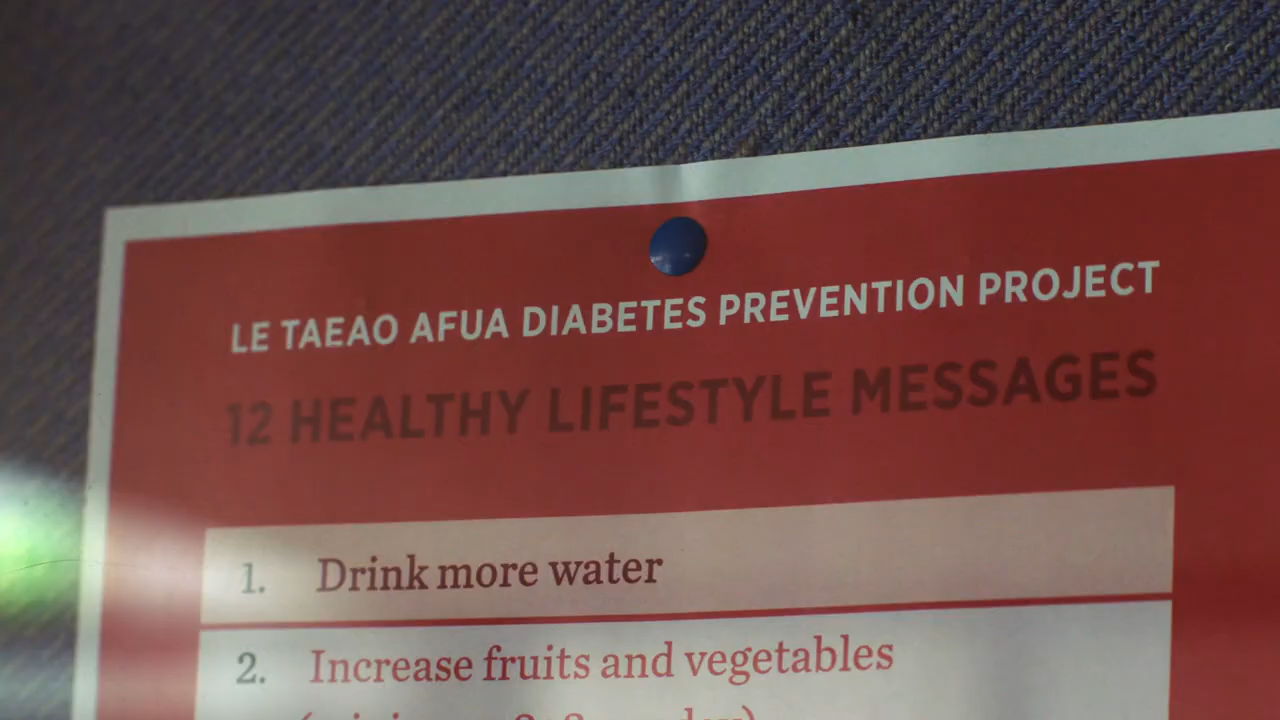 LE TAEAO AFUA DIABETES PREVENTION PROJECT
12 HEALTHY LIFESTYLE MESSAGES
1. Drink more water
2. Increase fruits and vegetables